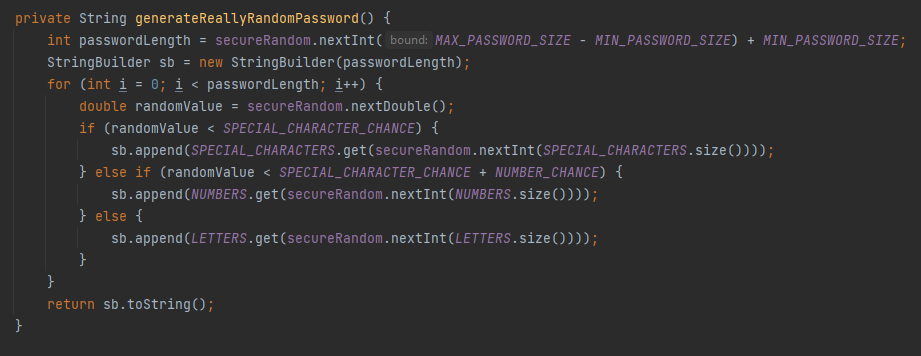 private String generateReallyRandomPassword() {
    int passwordLength = secureRandom.nextInt( bound: MAX_PASSWORD_SIZE - MIN_PASSWORD_SIZE) + MIN_PASSWORD_SIZE;
    StringBuilder sb = new StringBuilder(passwordLength);
    for (int i = 0; i < passwordLength; i++) {
        double randomValue = secureRandom.nextDouble();
        if (randomValue < SPECIAL_CHARACTER_CHANCE) {
            sb.append(SPECIAL_CHARACTERS.get(secureRandom.nextInt(SPECIAL_CHARACTERS.size())));
        } else if (randomValue < SPECIAL_CHARACTER_CHANCE + NUMBER_CHANCE) {
            sb.append(NUMBERS.get(secureRandom.nextInt(NUMBERS.size())));
        } else {
            sb.append(LETTERS.get(secureRandom.nextInt(LETTERS.size())));
        }
    }
    return sb.toString();
}